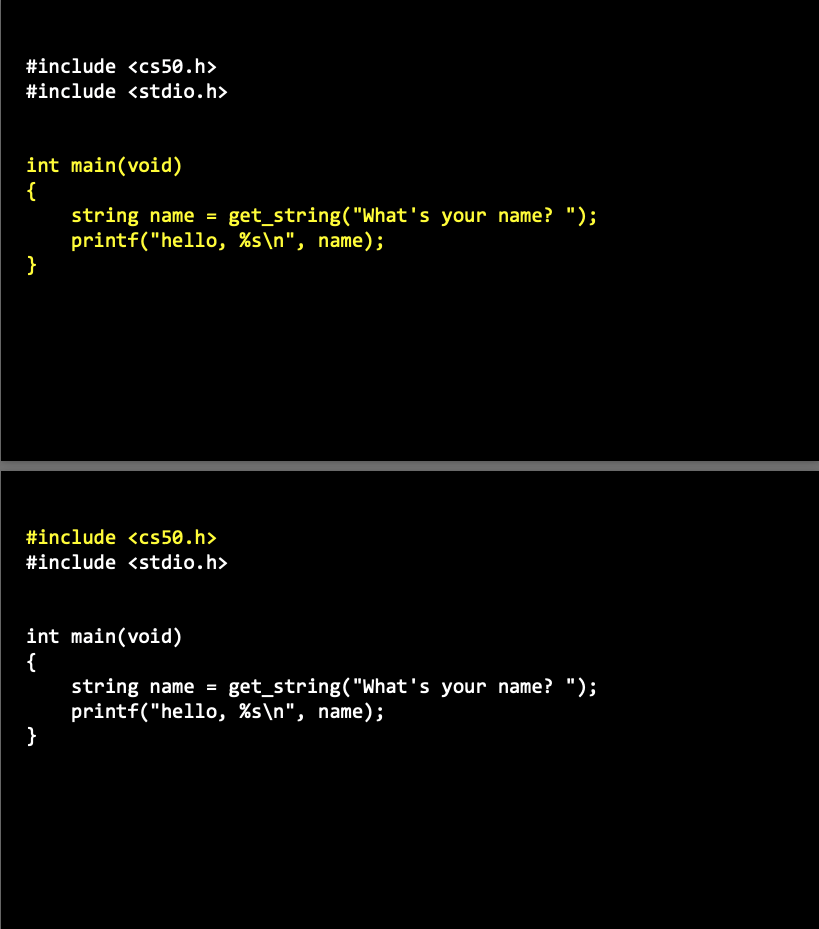 #include <cs50.h>
#include <stdio.h>
int main(void)
{
    string name = get_string("What's your name? ");
    printf("hello, %s\n", name);
}
#include <cs50.h>
#include <stdio.h>
int main(void)
{
    string name = get_string("What's your name? ");
    printf("hello, %s\n", name);
}